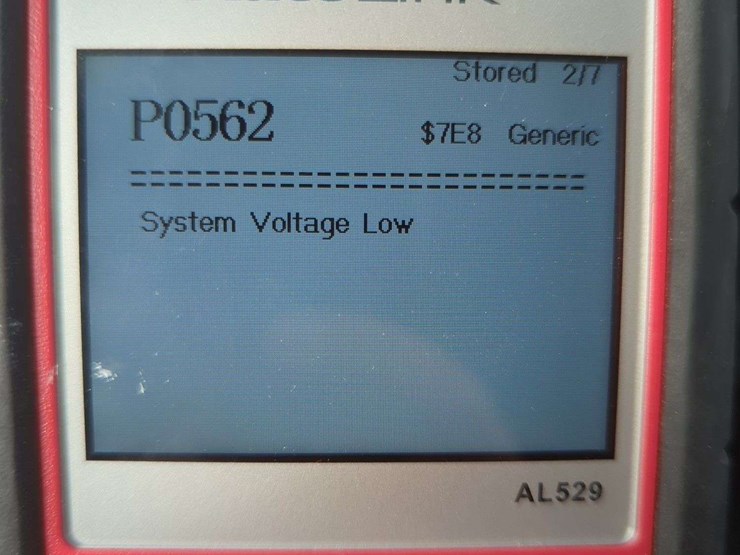 Stored 2/7
P0562
$7E8 Generic
==============================
System Voltage Low
AL529